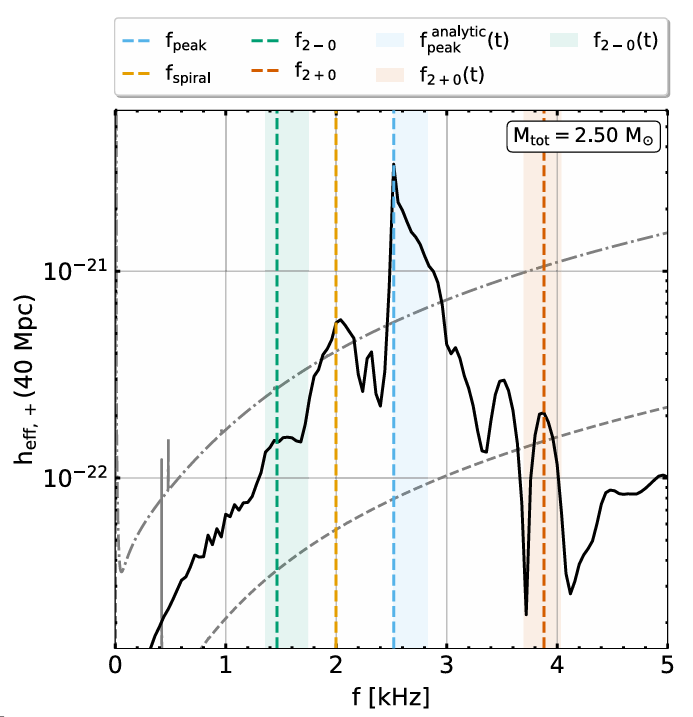 f_peak f_2−0 f_peak^analytic(t) f_2−0(t)
f_spiral f_2+0 f_2+0(t)
M_tot = 2.50 M_⊙
10^−21
10^−22
h_eff, + (40 Mpc)
0 1 2 3 4 5
f [kHz]